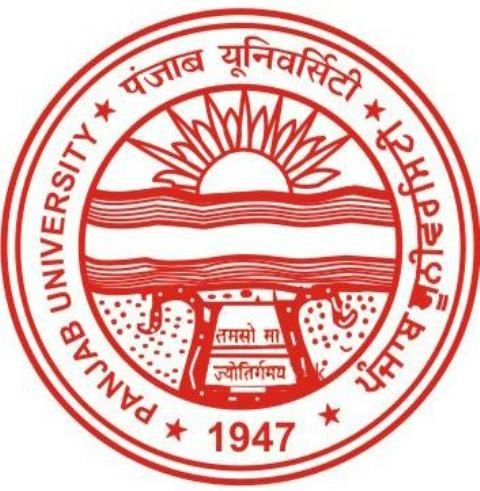 PANJAB UNIVERSITY
पंजाब यूनिवर्सिटी
ਪੰਜਾਬ ਯੂਨੀਵਰਸਿਟੀ
तमसो मा
ज्योतिर्गमय
1947